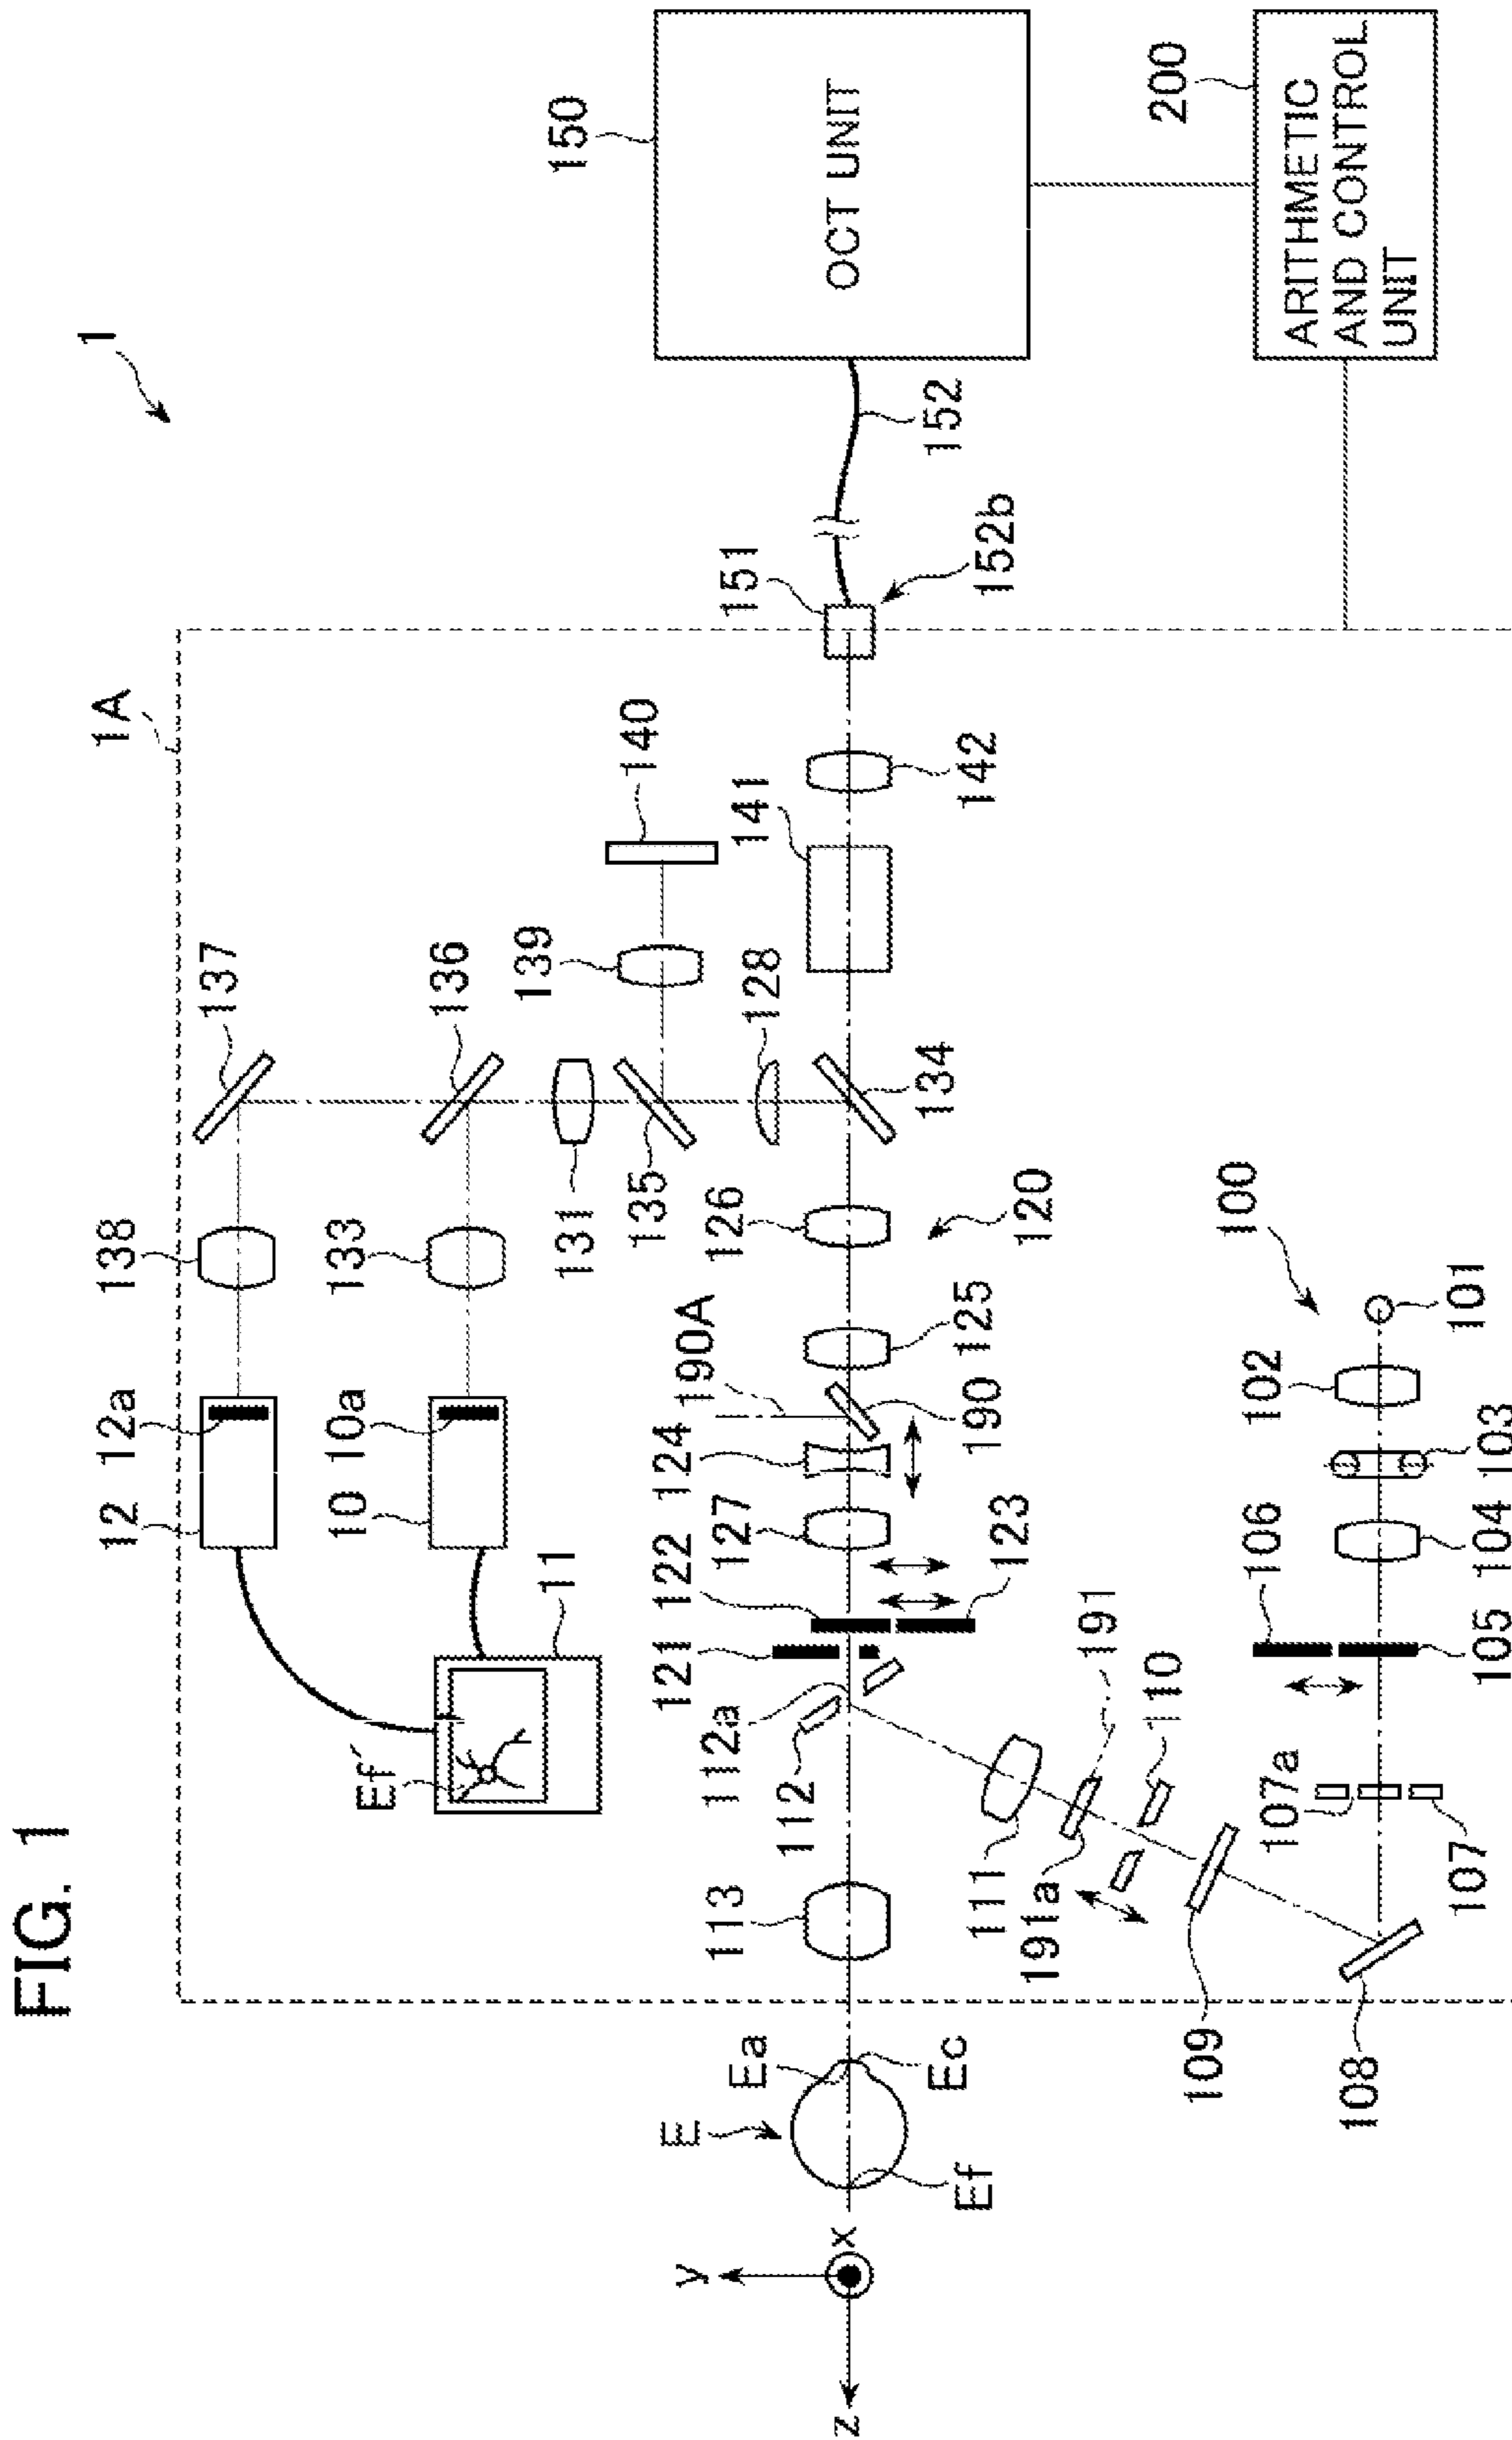 FIG. 1
1
1A
137
136
138
133
139
140
131
135
128
141
142
134
151
152b
152
150
OCT UNIT
200
ARITHMETIC
AND CONTROL
UNIT
12
12a
10
10a
11
Ef´
190A
126
125
120
190
124
127
122
123
121
112a
112
113
111
191
191a
110
109
108
107a
107
106
105
104
103
102
101
100
E
Ea
Ec
Ef
y
x
z